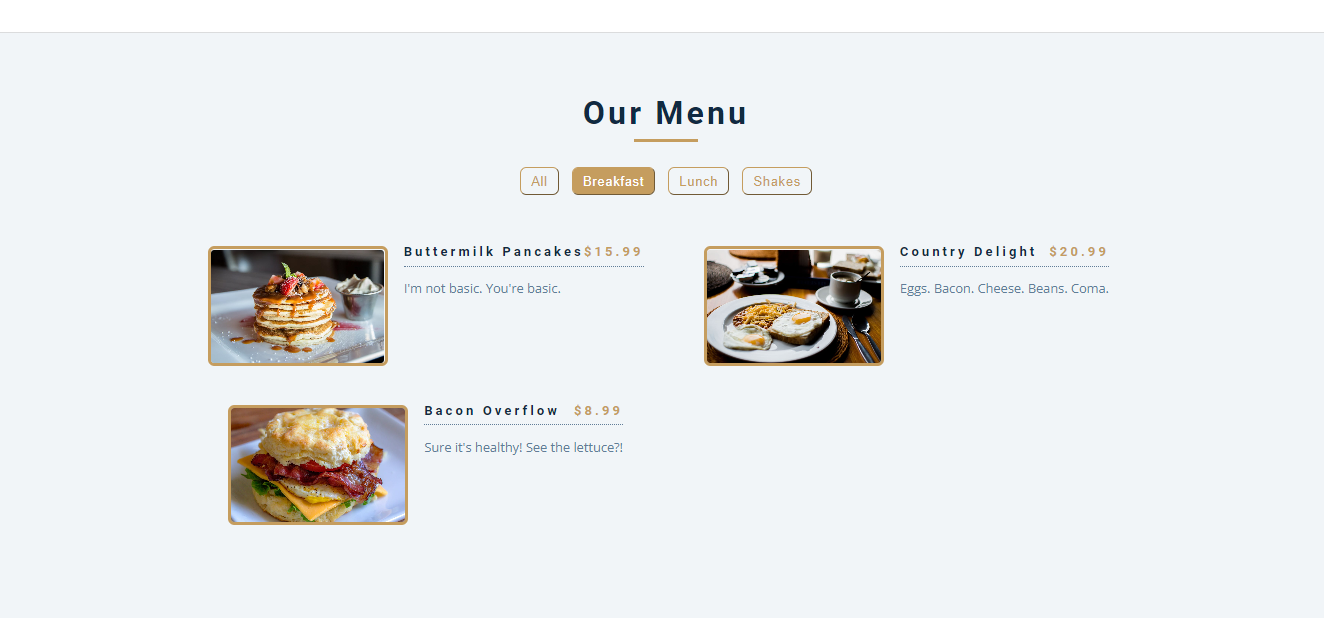 Our Menu
All Breakfast Lunch Shakes
Buttermilk Pancakes $15.99
I'm not basic. You're basic.
Country Delight $20.99
Eggs. Bacon. Cheese. Beans. Coma.
Bacon Overflow $8.99
Sure it's healthy! See the lettuce?!